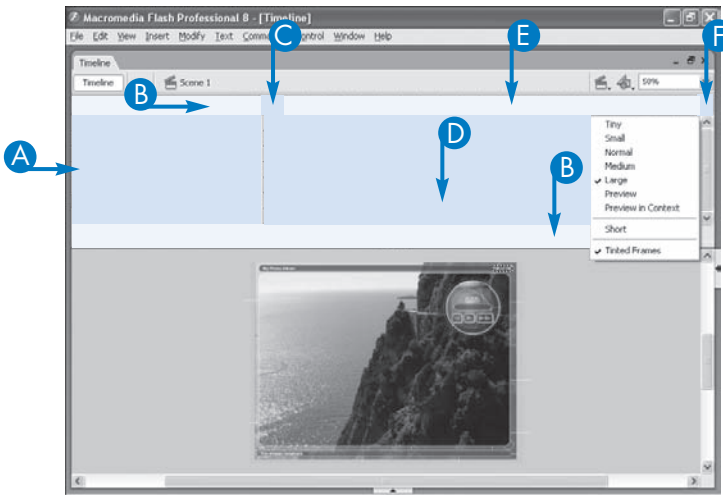 Macromedia Flash Professional 8 - [Timeline]
File Edit View Insert Modify Text Comm ontrol Window Help
C
E
F
Timeline
Timeline
Scene 1
50%
B
A
D
B
Tiny
Small
Normal
Medium
Large
Preview
Preview in Context
Short
Tinted Frames